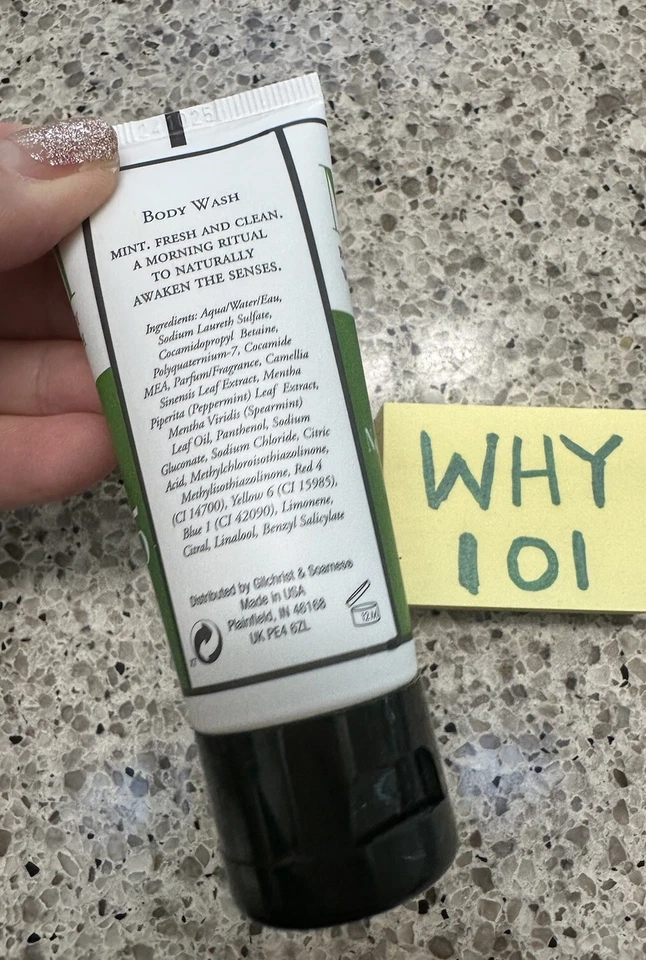 Body Wash
MINT. FRESH AND CLEAN,
A MORNING RITUAL
TO NATURALLY
AWAKEN THE SENSES.
Ingredients: Aqua/Water/Eau,
Sodium Laureth Sulfate,
Cocamidopropyl Betaine,
Polyquaternium-7, Cocamide
MEA, Parfum/Fragrance, Camellia
Sinensis Leaf Extract, Mentha
Piperita (Peppermint) Leaf Extract,
Mentha Viridis (Spearmint)
Leaf Oil, Panthenol, Sodium
Gluconate, Sodium Chloride, Citric
Acid, Methylchloroisothiazolinone,
Methylisothiazolinone, Red 4
(CI 14700), Yellow 6 (CI 15985),
Blue 1 (CI 42090), Limonene,
Citral, Linalool, Benzyl Salicylate
Distributed by Gilchrist & Soames®
Made in USA
Plainfield, IN 46168
UK PE4 6ZL
12M
WHY
101